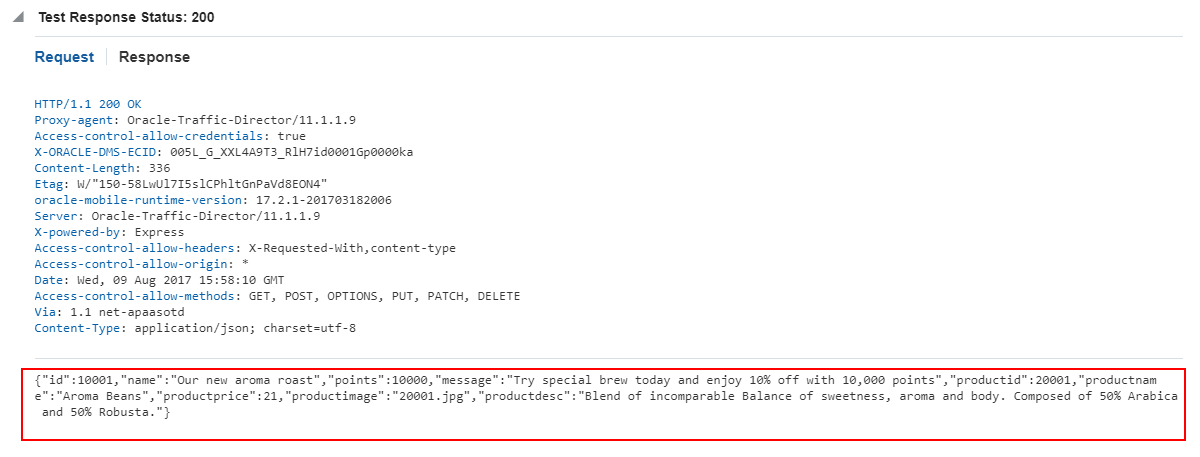 Test Response Status: 200
Request Response
HTTP/1.1 200 OK
Proxy-agent: Oracle-Traffic-Director/11.1.1.9
Access-control-allow-credentials: true
X-ORACLE-DMS-ECID: 005L_G_XXL4A9T3_RlH7id0001Gp0000ka
Content-Length: 336
Etag: W/"150-58LwUl7I5slCPhltGnPaVd8EON4"
oracle-mobile-runtime-version: 17.2.1-201703182006
Server: Oracle-Traffic-Director/11.1.1.9
X-powered-by: Express
Access-control-allow-headers: X-Requested-With,content-type
Access-control-allow-origin: *
Date: Wed, 09 Aug 2017 15:58:10 GMT
Access-control-allow-methods: GET, POST, OPTIONS, PUT, PATCH, DELETE
Via: 1.1 net-apaasotd
Content-Type: application/json; charset=utf-8
{"id":10001,"name":"Our new aroma roast","points":10000,"message":"Try special brew today and enjoy 10% off with 10,000 points","productid":20001,"productnam
e":"Aroma Beans","productprice":21,"productimage":"20001.jpg","productdesc":"Blend of incomparable Balance of sweetness, aroma and body. Composed of 50% Arabica
and 50% Robusta."}